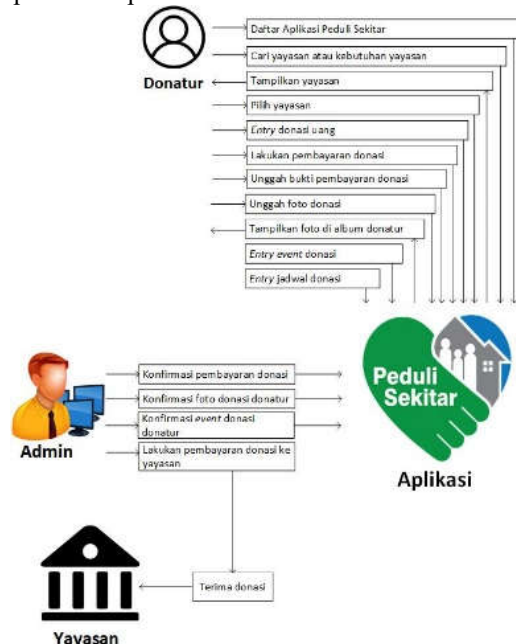 Donatur
Daftar Aplikasi Peduli Sekitar
Cari yayasan atau kebutuhan yayasan
Tampilkan yayasan
Pilih yayasan
Entry donasi uang
Lakukan pembayaran donasi
Unggah bukti pembayaran donasi
Unggah foto donasi
Tampilkan foto di album donatur
Entry event donasi
Entry jadwal donasi
Admin
Konfirmasi pembayaran donasi
Konfirmasi foto donasi donatur
Konfirmasi event donasi
donatur
Lakukan pembayaran donasi ke
yayasan
Peduli
Sekitar
Aplikasi
Terima donasi
Yayasan